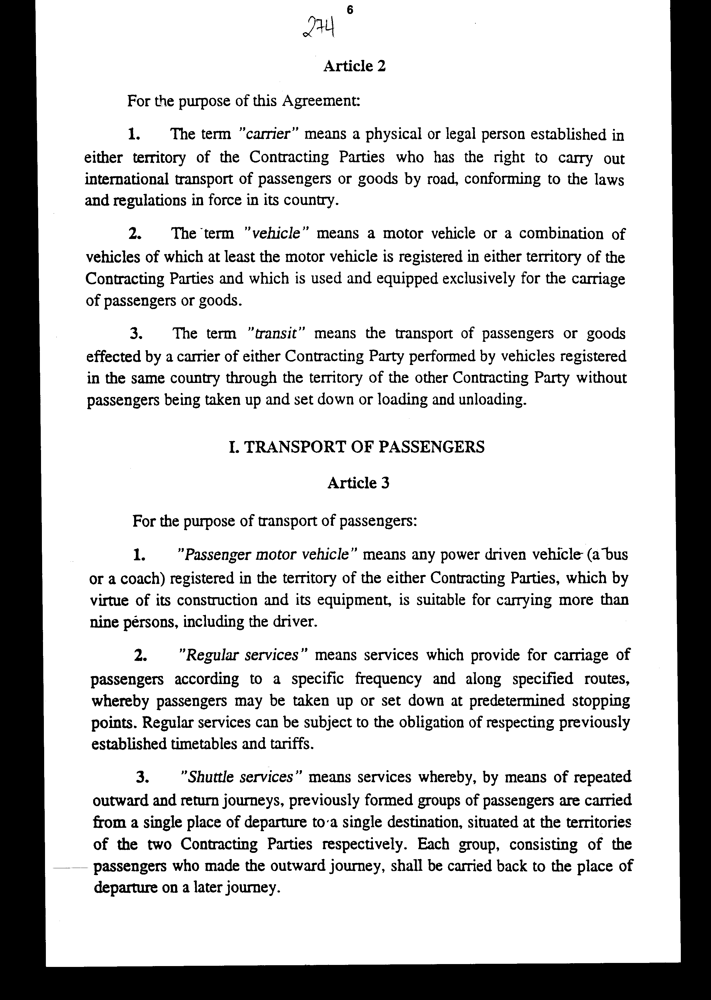 6
274
Article 2
For the purpose of this Agreement:
1. The term "carrier" means a physical or legal person established in
either territory of the Contracting Parties who has the right to carry out
international transport of passengers or goods by road, conforming to the laws
and regulations in force in its country.
2. The term "vehicle" means a motor vehicle or a combination of
vehicles of which at least the motor vehicle is registered in either territory of the
Contracting Parties and which is used and equipped exclusively for the carriage
of passengers or goods.
3. The term "transit" means the transport of passengers or goods
effected by a carrier of either Contracting Party performed by vehicles registered
in the same country through the territory of the other Contracting Party without
passengers being taken up and set down or loading and unloading.
I. TRANSPORT OF PASSENGERS
Article 3
For the purpose of transport of passengers:
1. "Passenger motor vehicle" means any power driven vehicle (a bus
or a coach) registered in the territory of the either Contracting Parties, which by
virtue of its construction and its equipment, is suitable for carrying more than
nine persons, including the driver.
2. "Regular services" means services which provide for carriage of
passengers according to a specific frequency and along specified routes,
whereby passengers may be taken up or set down at predetermined stopping
points. Regular services can be subject to the obligation of respecting previously
established timetables and tariffs.
3. "Shuttle services" means services whereby, by means of repeated
outward and return journeys, previously formed groups of passengers are carried
from a single place of departure to a single destination, situated at the territories
of the two Contracting Parties respectively. Each group, consisting of the
passengers who made the outward journey, shall be carried back to the place of
departure on a later journey.